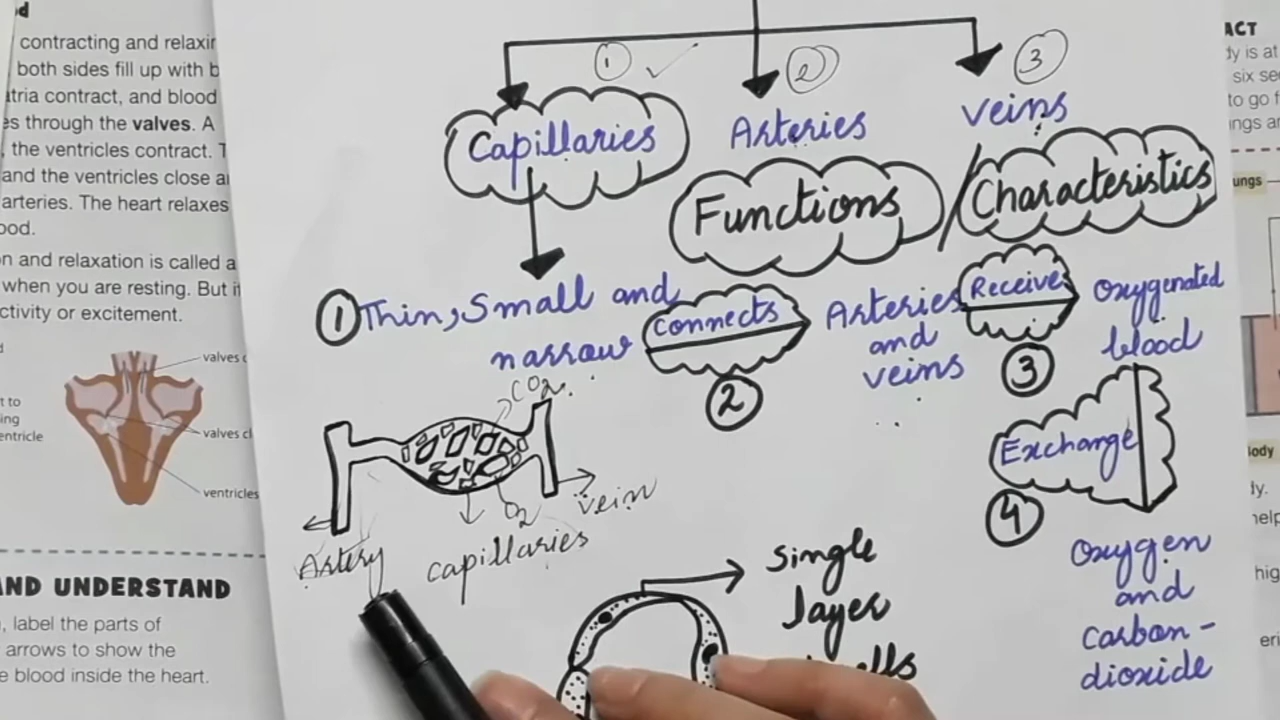 contracting and relaxin
both sides fill up with b
atria contract, and blood
es through the valves. A
, the ventricles contract. T
and the ventricles close a
arteries. The heart relaxes
ood.
n and relaxation is called a
when you are resting. But i
ctivity or excitement.
valves
valves cl
ventricles
to
ing
entricle
AND UNDERSTAND
, label the parts of
arrows to show the
e blood inside the heart.
① ✓ ② ③
Capillaries
Arteries
veins
Functions / Characteristics
① Thin, Small and
narrow
connects
②
Arteries
and
veins
Receive
③
Oxygenated
blood
CO2
O2
Artery
capillaries
vein
Exchange
④
Oxygen
and
Carbon-
dioxide
Single
layer
ACT
dy is at
six se
to go f
ngs a
ungs
ody
dy.
help
hig